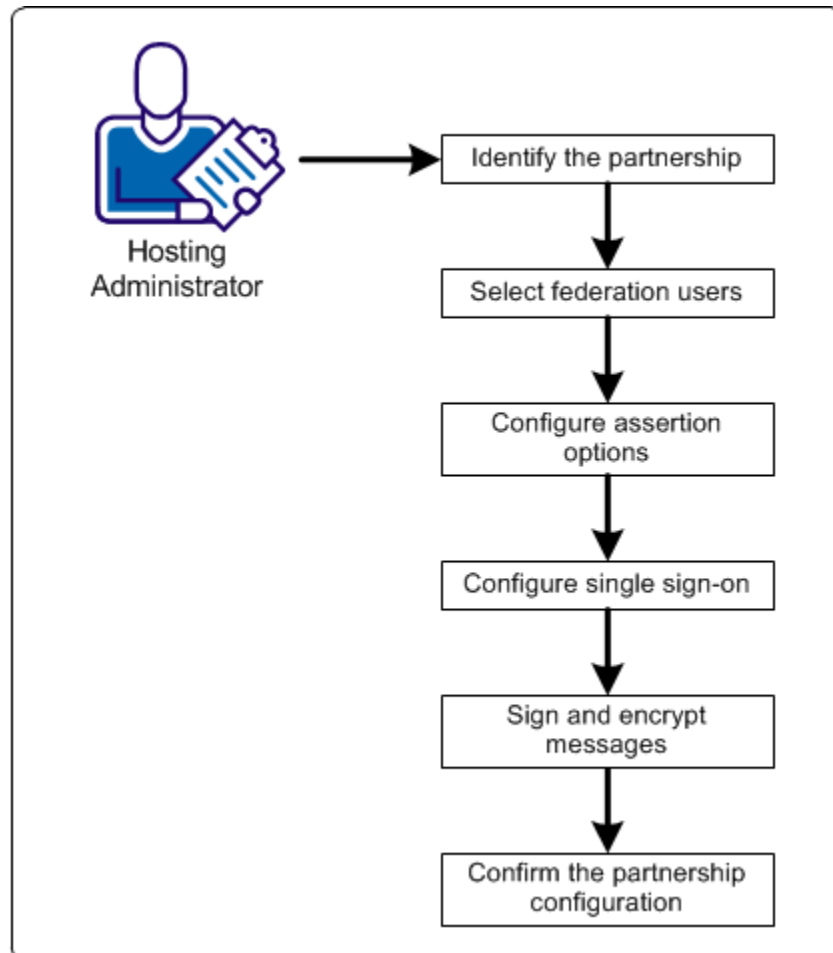 Hosting
Administrator
Identify the partnership
Select federation users
Configure assertion
options
Configure single sign-on
Sign and encrypt
messages
Confirm the partnership
configuration